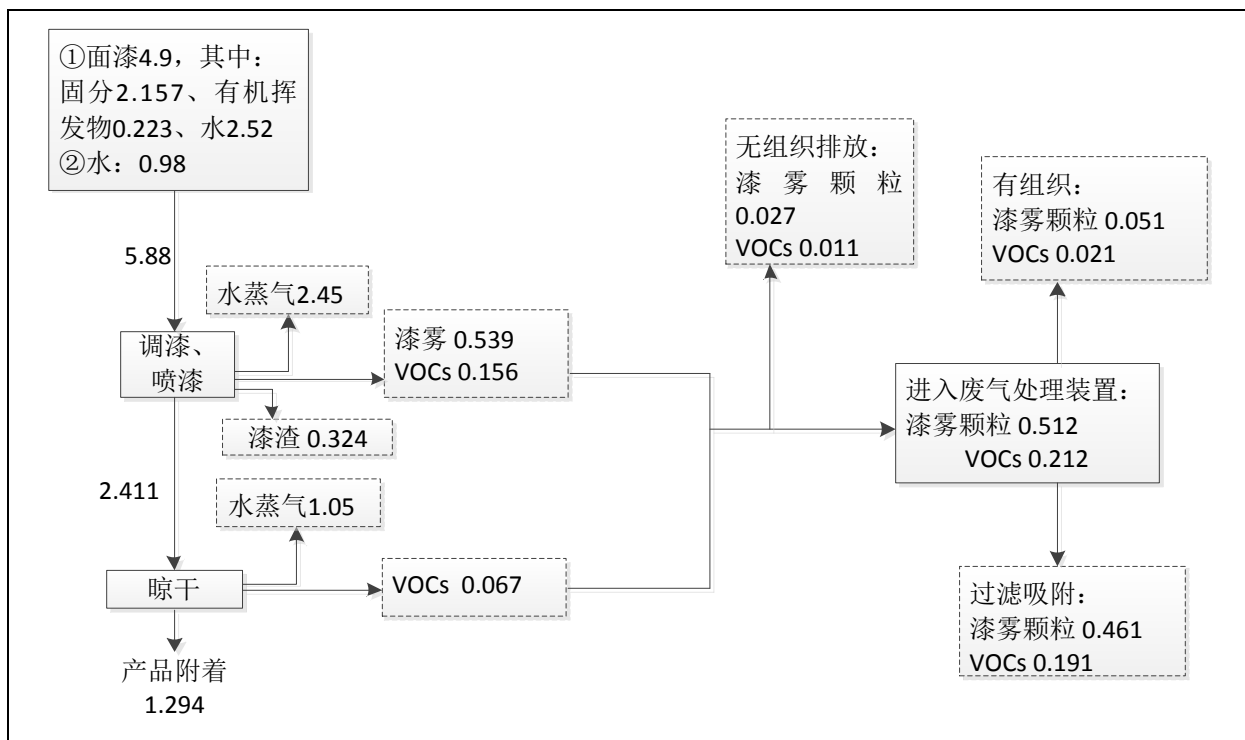 ①面漆4.9，其中：
固分2.157、有机挥
发物0.223、水2.52
②水：0.98
5.88
水蒸气2.45
调漆、
喷漆
漆雾 0.539
VOCs 0.156
漆渣 0.324
2.411
水蒸气1.05
晾干
VOCs 0.067
产品附着
1.294
无组织排放：
漆雾颗粒
0.027
VOCs 0.011
有组织：
漆雾颗粒 0.051
VOCs 0.021
进入废气处理装置：
漆雾颗粒 0.512
VOCs 0.212
过滤吸附：
漆雾颗粒 0.461
VOCs 0.191